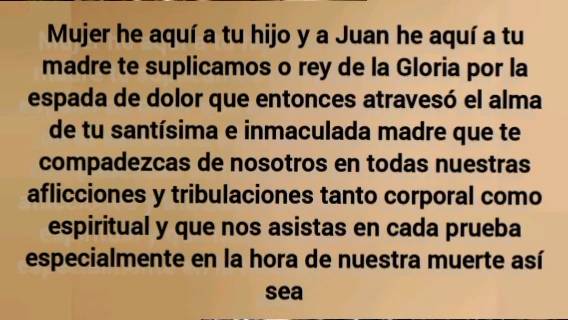 Mujer he aquí a tu hijo y a Juan he aquí a tu
madre te suplicamos o rey de la Gloria por la
espada de dolor que entonces atravesó el alma
de tu santísima e inmaculada madre que te
compadezcas de nosotros en todas nuestras
aflicciones y tribulaciones tanto corporal como
espiritual y que nos asistas en cada prueba
especialmente en la hora de nuestra muerte así
sea